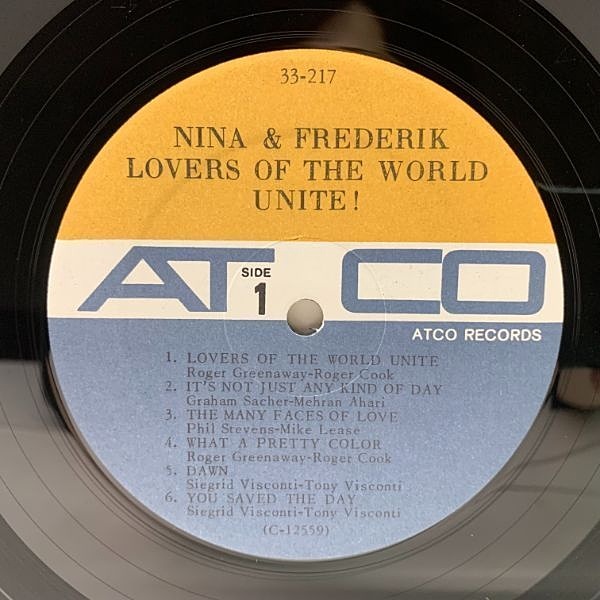 33-217
NINA & FREDERIK
LOVERS OF THE WORLD
UNITE!
ATCO
SIDE
1
ATCO RECORDS
1. LOVERS OF THE WORLD UNITE
Roger Greenaway-Roger Cook
2. IT'S NOT JUST ANY KIND OF DAY
Graham Sacher-Mehran Ahari
3. THE MANY FACES OF LOVE
Phil Stevens-Mike Lease
4. WHAT A PRETTY COLOR
Roger Greenaway-Roger Cook
5. DAWN
Siegrid Visconti-Tony Visconti
6. YOU SAVED THE DAY
Siegrid Visconti-Tony Visconti
(C-12559)